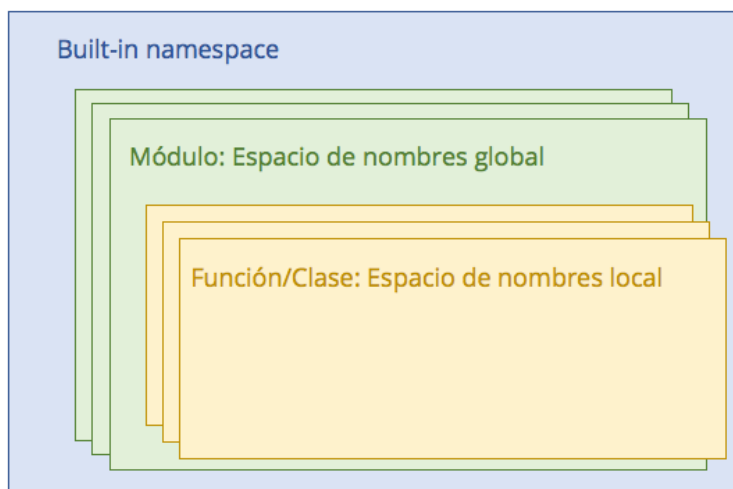 Built-in namespace
Módulo: Espacio de nombres global
Función/Clase: Espacio de nombres local